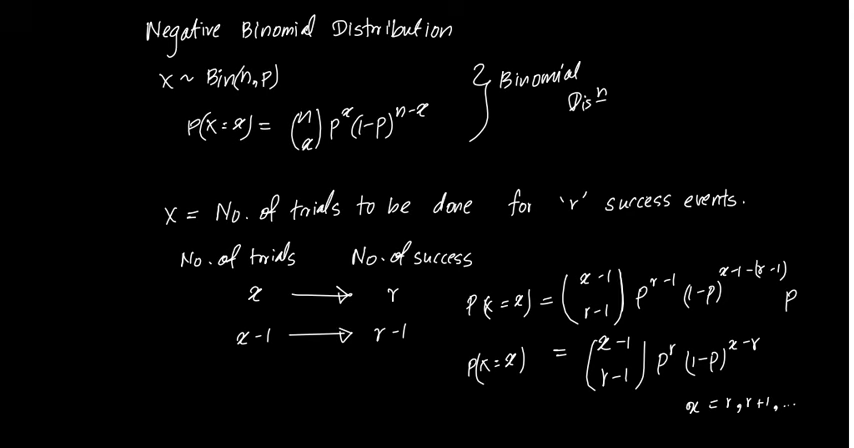 Negative Binomial Distribution
X ~ Bin(n,p)
P(X=x) = (n x) p^x (1-p)^{n-x} } Binomial Dis^n
X = No. of trials to be done for 'r' success events.
No. of trials No. of success
x → r
x-1 → r-1
P(X=x) = (x-1 r-1) p^{r-1} (1-p)^{x-1-(r-1)} p
P(X=x) = (x-1 r-1) p^r (1-p)^{x-r}
x = r, r+1, ...